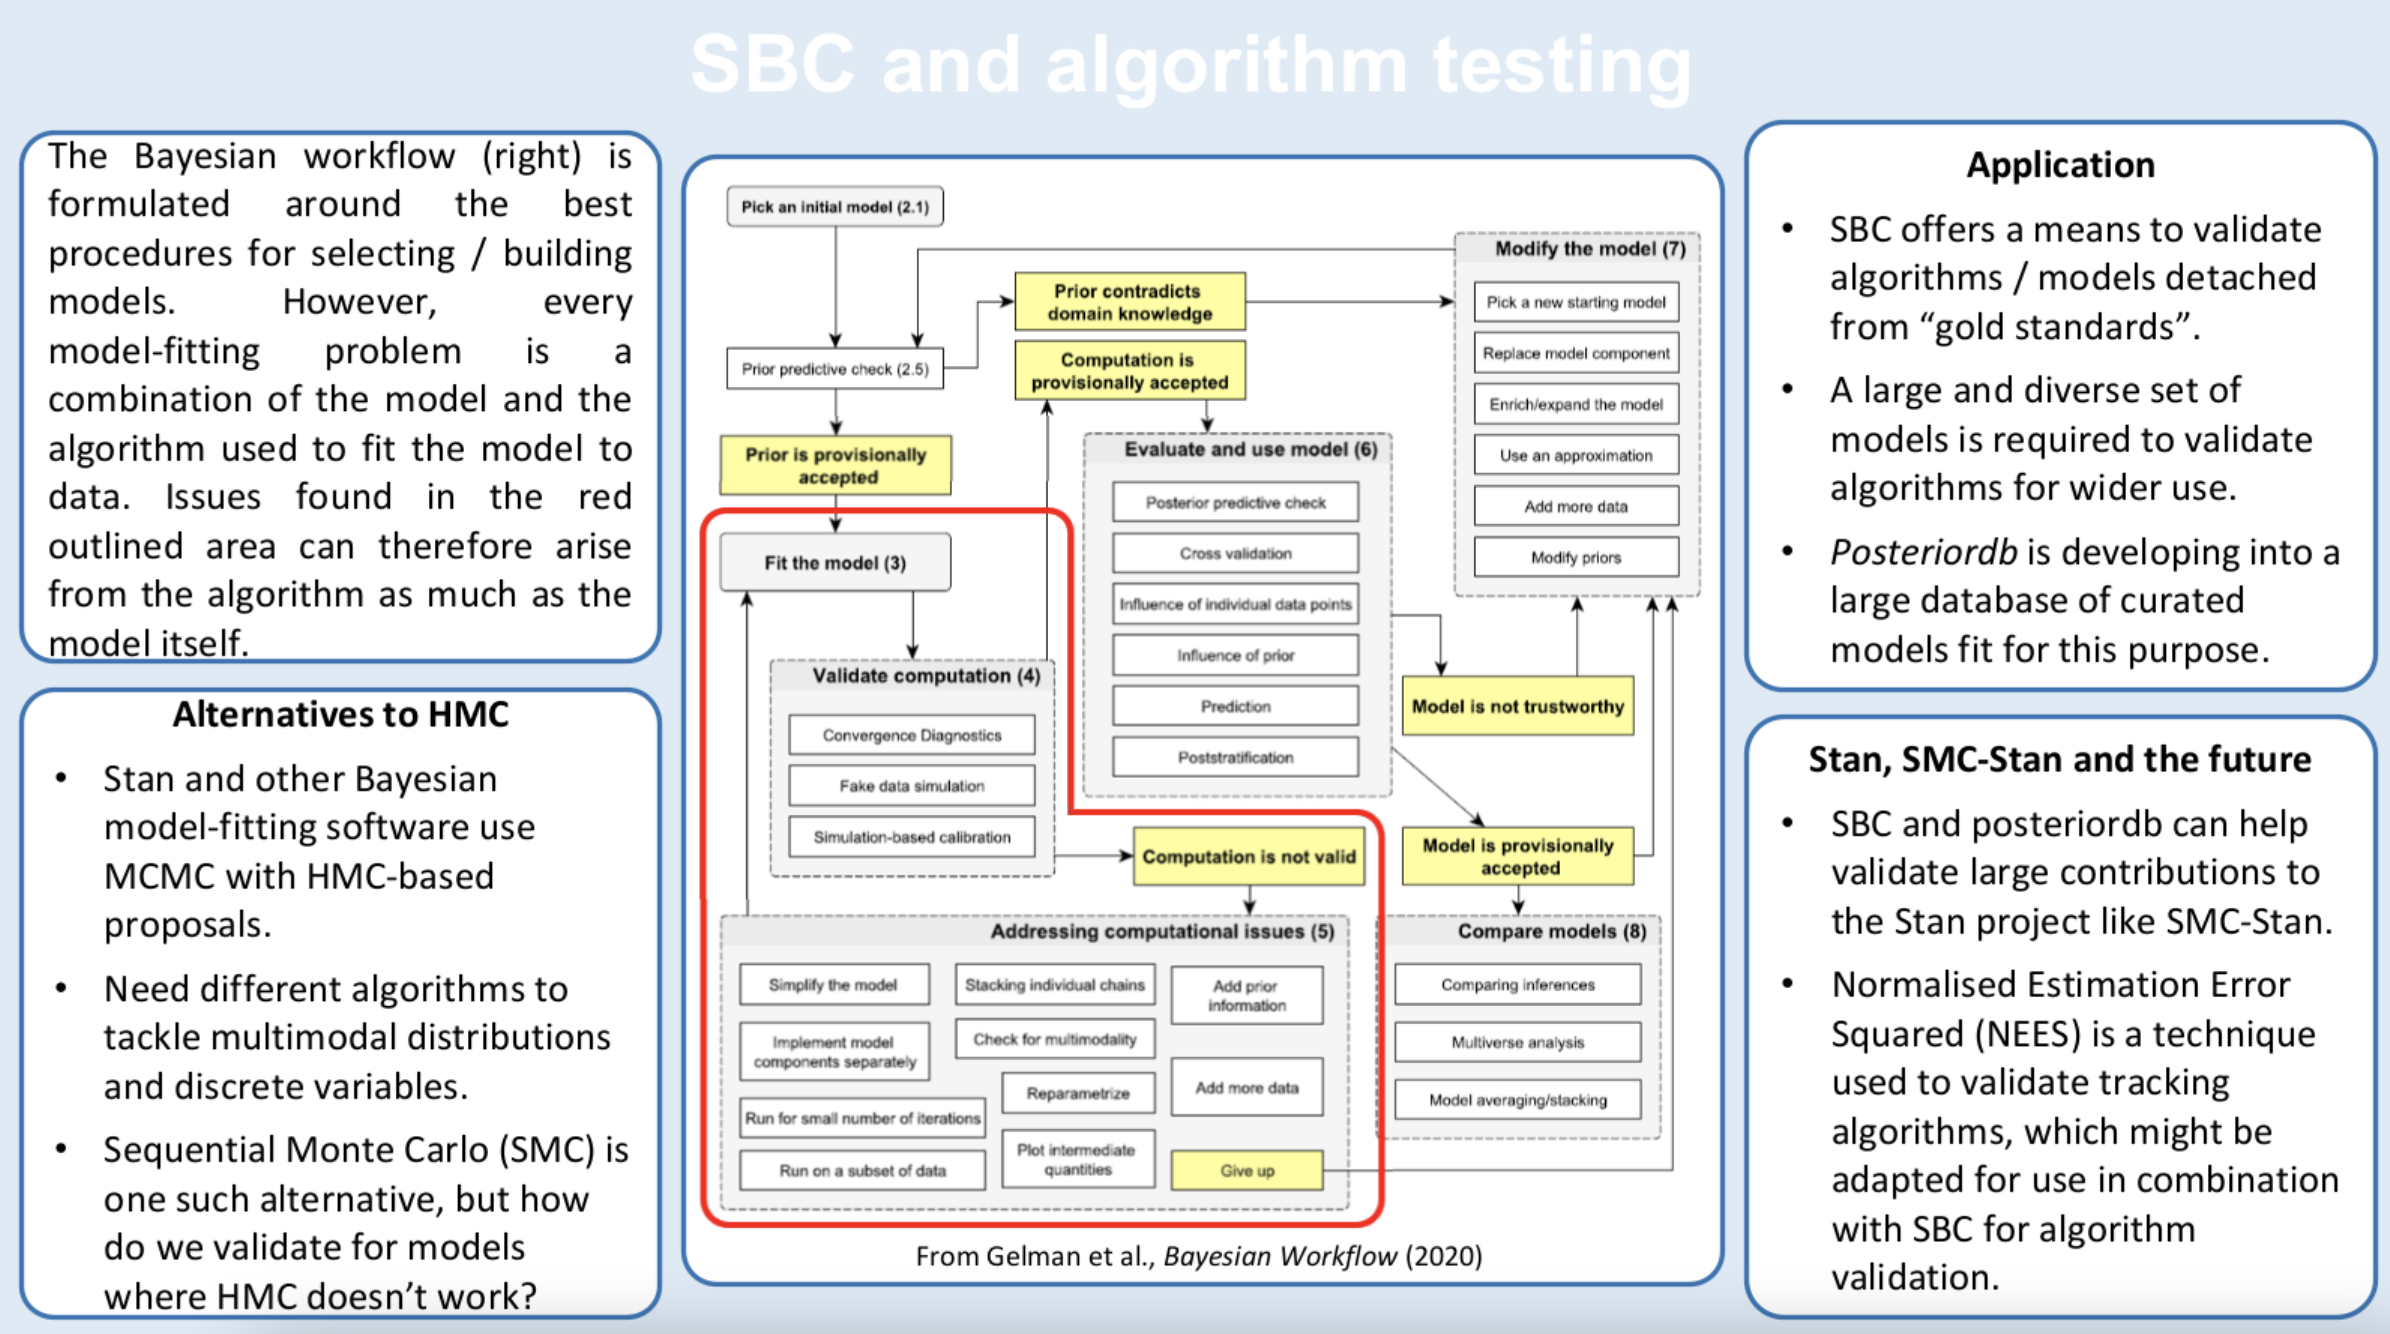 SBC and algorithm testing
The Bayesian workflow (right) is
formulated around the best
procedures for selecting / building
models. However, every
model-fitting problem is a
combination of the model and the
algorithm used to fit the model to
data. Issues found in the red
outlined area can therefore arise
from the algorithm as much as the
model itself.
Alternatives to HMC
• Stan and other Bayesian
model-fitting software use
MCMC with HMC-based
proposals.
• Need different algorithms to
tackle multimodal distributions
and discrete variables.
• Sequential Monte Carlo (SMC) is
one such alternative, but how
do we validate for models
where HMC doesn’t work?
Pick an initial model (2.1)
Prior predictive check (2.5)
Prior is provisionally
accepted
Fit the model (3)
Validate computation (4)
Convergence Diagnostics
Fake data simulation
Simulation-based calibration
Prior contradicts
domain knowledge
Computation is
provisionally accepted
Evaluate and use model (6)
Posterior predictive check
Cross validation
Influence of individual data points
Influence of prior
Prediction
Poststratification
Modify the model (7)
Pick a new starting model
Replace model component
Enrich/expand the model
Use an approximation
Add more data
Modify priors
Model is not trustworthy
Computation is not valid
Model is provisionally
accepted
Addressing computational issues (5)
Simplify the model
Implement model
components separately
Run for small number of iterations
Run on a subset of data
Stacking individual chains
Check for multimodality
Reparametrize
Plot intermediate
quantities
Add prior
information
Add more data
Give up
Compare models (8)
Comparing inferences
Multiverse analysis
Model averaging/stacking
From Gelman et al., Bayesian Workflow (2020)
Application
• SBC offers a means to validate
algorithms / models detached
from “gold standards”.
• A large and diverse set of
models is required to validate
algorithms for wider use.
• Posteriordb is developing into a
large database of curated
models fit for this purpose.
Stan, SMC-Stan and the future
• SBC and posteriordb can help
validate large contributions to
the Stan project like SMC-Stan.
• Normalised Estimation Error
Squared (NEES) is a technique
used to validate tracking
algorithms, which might be
adapted for use in combination
with SBC for algorithm
validation.